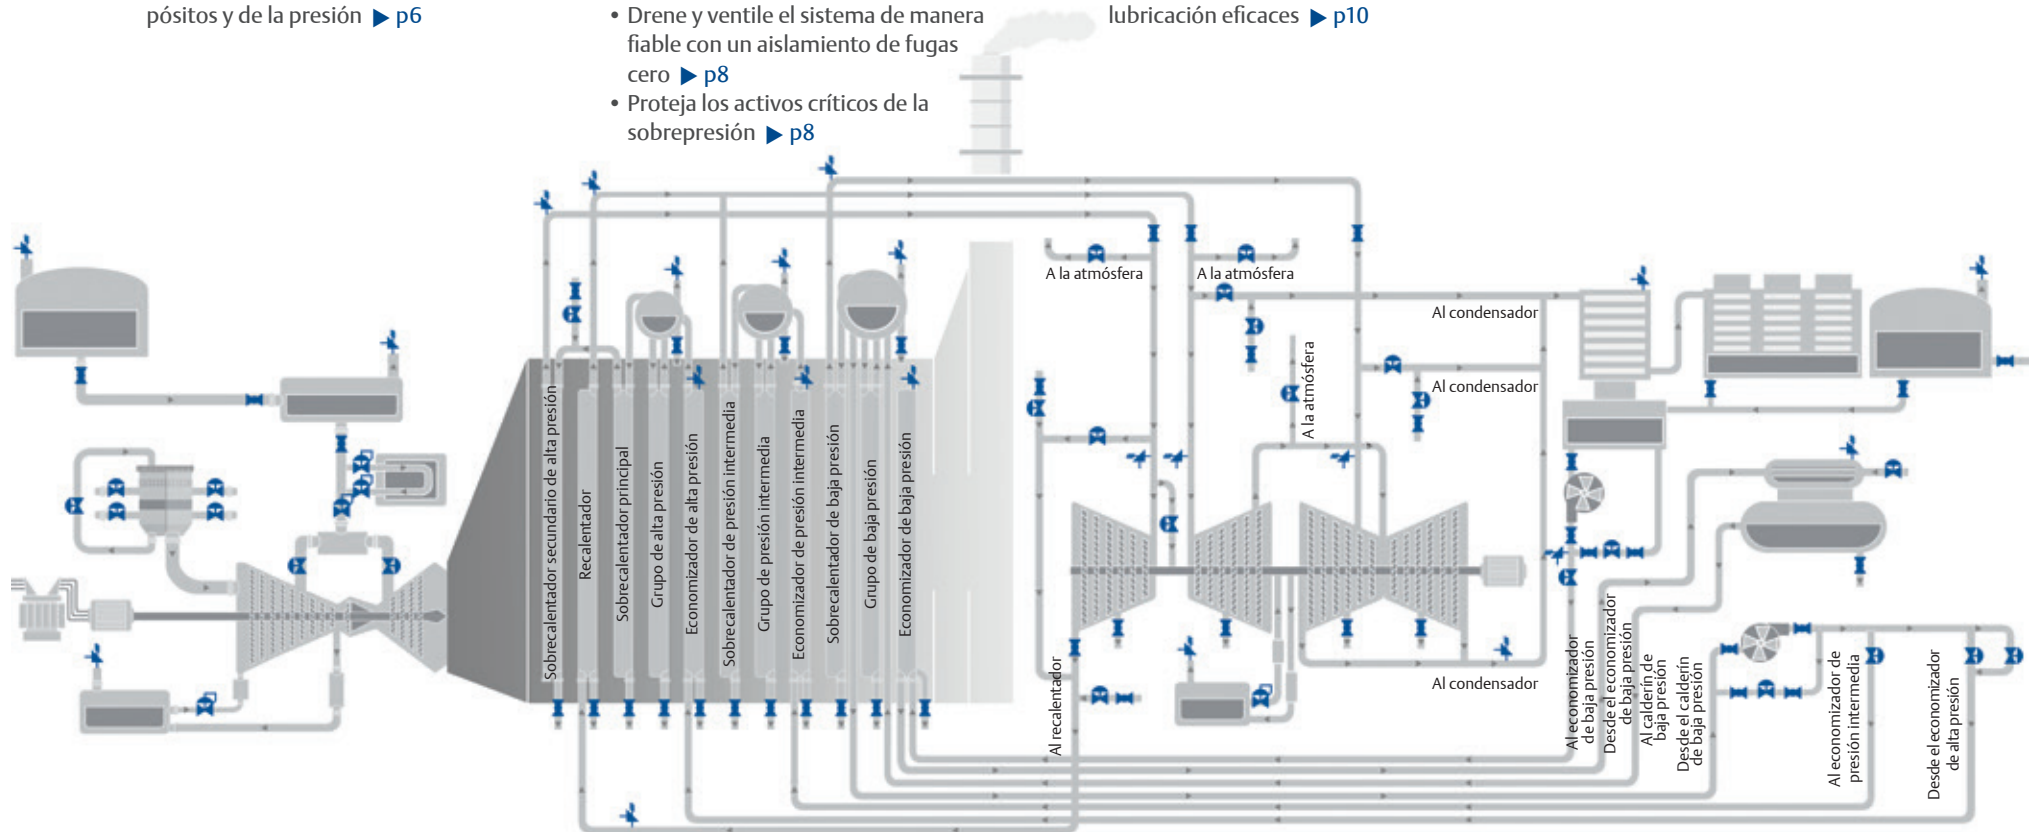 pósitos y de la presión ▶ p6
• Drene y ventile el sistema de manera
fiable con un aislamiento de fugas
cero ▶ p8
• Proteja los activos críticos de la
sobrepresión ▶ p8
lubricación eficaces ▶ p10
A la atmósfera
A la atmósfera
Al condensador
A la atmósfera
Al condensador
Sobrecalentador secundario de alta presión
Recalentador
Sobrecalentador principal
Grupo de alta presión
Economizador de alta presión
Sobrecalentador de presión intermedia
Grupo de presión intermedia
Economizador de presión intermedia
Sobrecalentador de baja presión
Grupo de baja presión
Economizador de baja presión
Al recalentador
Al condensador
Al economizador
de baja presión
Desde el economizador
de baja presión
Al calderín de
baja presión
Desde el calderín
de baja presión
Al economizador de
presión intermedia
Desde el economizador
de alta presión